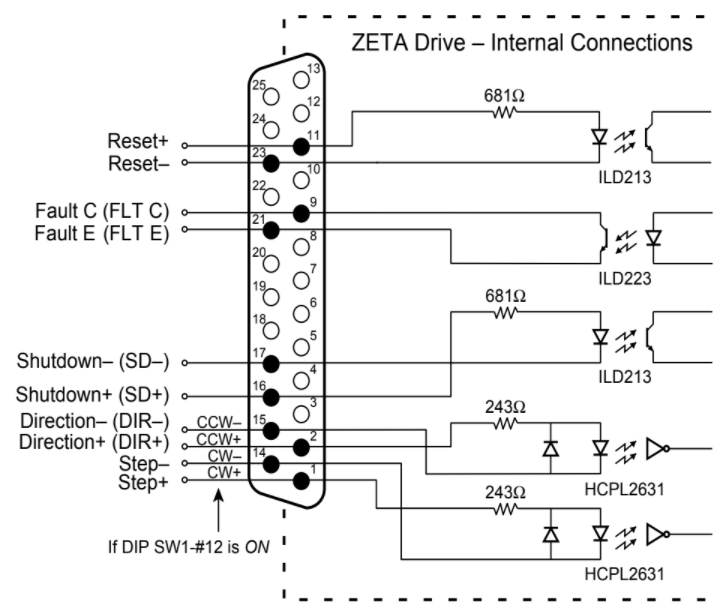 ZETA Drive – Internal Connections
13
25
12
681Ω
24
11
Reset+
Reset–
23
10
ILD213
22
Fault C (FLT C)
9
21
Fault E (FLT E)
8
20
7
ILD223
19
6
681Ω
18
5
17
Shutdown– (SD–)
4
ILD213
16
Shutdown+ (SD+)
3
243Ω
Direction– (DIR–) CCW– 15
Direction+ (DIR+) CCW+ 2
Step– CW– 14
Step+ CW+ 1
HCPL2631
243Ω
If DIP SW1-#12 is ON
HCPL2631